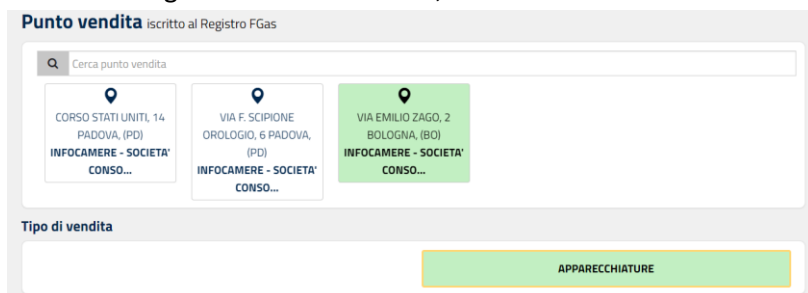 Punto vendita iscritto al Registro FGas
Cerca punto vendita
CORSO STATI UNITI, 14
PADOVA, (PD)
INFOCAMERE - SOCIETA'
CONSO...
VIA F. SCIPIONE
OROLOGIO, 6 PADOVA,
(PD)
INFOCAMERE - SOCIETA'
CONSO...
VIA EMILIO ZAGO, 2
BOLOGNA, (BO)
INFOCAMERE - SOCIETA'
CONSO...
Tipo di vendita
APPARECCHIATURE